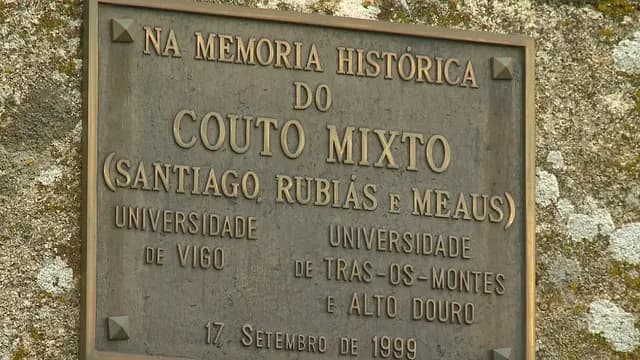 NA MEMORIA HISTÓRICA
DO
COUTO MIXTO
(SANTIAGO, RUBIÁS E MEAUS)
UNIVERSIDADE
DE VIGO
UNIVERSIDADE
DE TRAS-OS-MONTES
E ALTO DOURO
17 SETEMBRO DE 1999